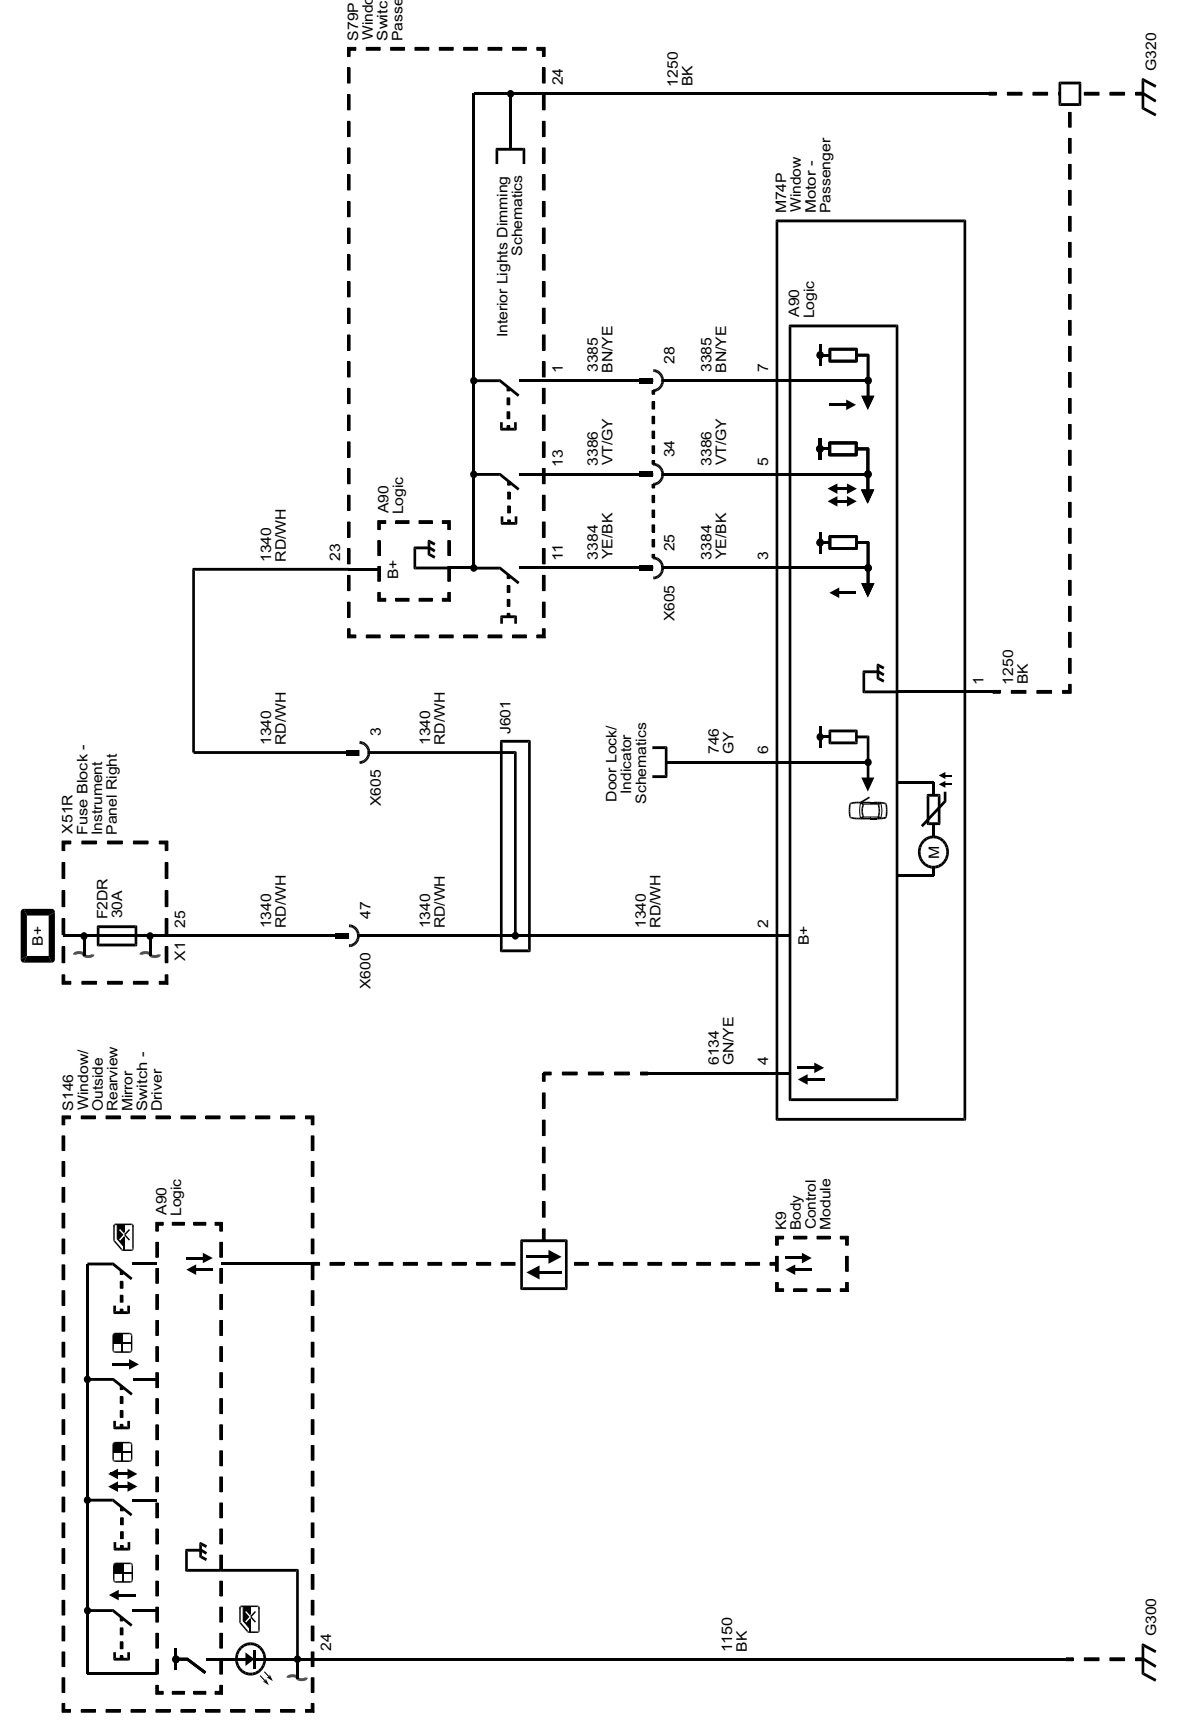 B+
S146
Window/
Outside
Rearview
Mirror
Switch -
Driver
X51R
Fuse Block -
Instrument
Panel Right
F2DR
30A
A90
Logic
X1
25
1340
RD/WH
1340
RD/WH
1340
RD/WH
24
23
S79P
Windo
Switc
Passe
X600
47
X605
3
A90
Logic
B+
1340
RD/WH
1340
RD/WH
J601
Interior Lights Dimming
Schematics
11
13
1
24
3384
YE/BK
3386
VT/GY
3385
BN/YE
Door Lock/
Indicator
Schematics
1340
RD/WH
X605
25
34
28
1250
BK
1150
BK
6134
GN/YE
746
GY
3384
YE/BK
3386
VT/GY
3385
BN/YE
4
2
6
3
5
7
K9
Body
Control
Module
M74P
Window
Motor -
Passenger
B+
A90
Logic
M
1
1250
BK
G300
G320